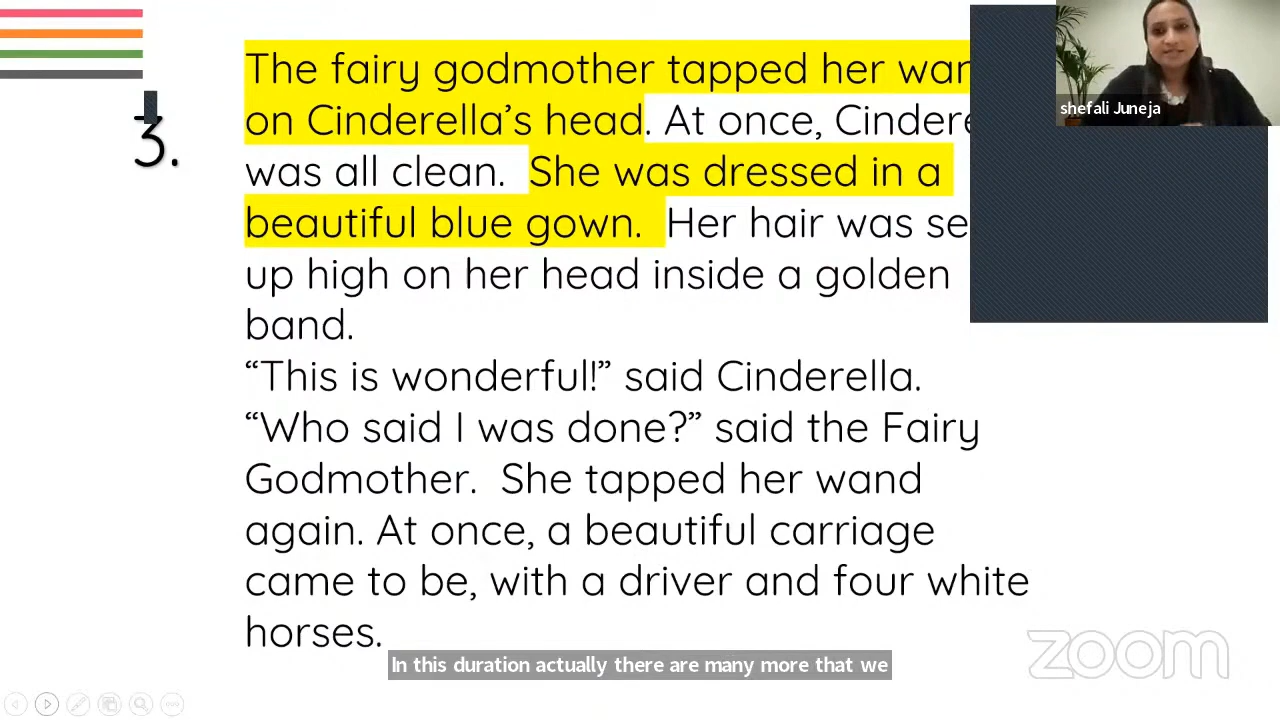 3.
The fairy godmother tapped her wan
on Cinderella’s head. At once, Cindere
was all clean.  She was dressed in a
beautiful blue gown.  Her hair was se
up high on her head inside a golden
band.
“This is wonderful!” said Cinderella.
“Who said I was done?” said the Fairy
Godmother.  She tapped her wand
again. At once, a beautiful carriage
came to be, with a driver and four white
horses.
shefali Juneja
In this duration actually there are many more that we
zoom